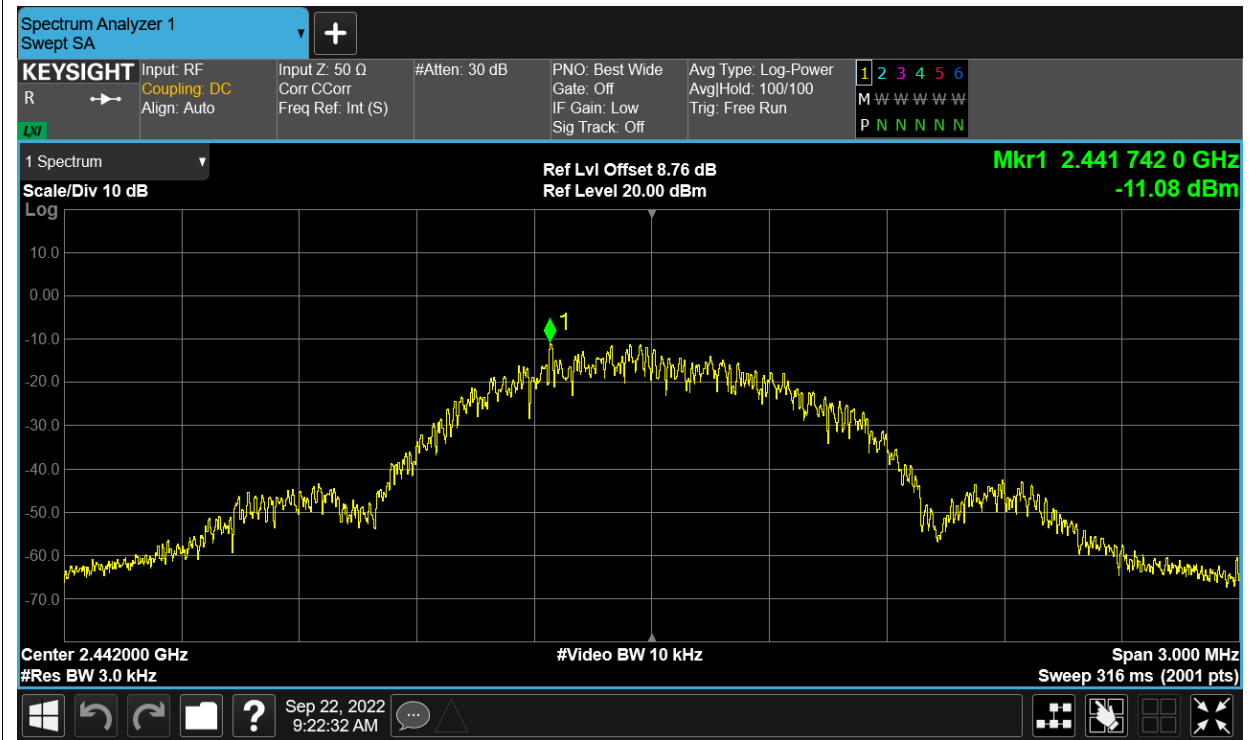 Spectrum Analyzer 1
Swept SA
KEYSIGHT
R
LXI
Input: RF
Coupling: DC
Align: Auto
Input Z: 50 Ω
Corr CCorr
Freq Ref: Int (S)
#Atten: 30 dB
PNO: Best Wide
Gate: Off
IF Gain: Low
Sig Track: Off
Avg Type: Log-Power
Avg|Hold: 100/100
Trig: Free Run
1 2 3 4 5 6
M W W W W W
P N N N N N
1 Spectrum
Scale/Div 10 dB
Log
Ref Lvl Offset 8.76 dB
Ref Level 20.00 dBm
Mkr1 2.441 742 0 GHz
-11.08 dBm
10.0
0.00
1
-10.0
-20.0
-30.0
-40.0
-50.0
-60.0
-70.0
Center 2.442000 GHz
#Res BW 3.0 kHz
#Video BW 10 kHz
Span 3.000 MHz
Sweep 316 ms (2001 pts)
?
Sep 22, 2022
9:22:32 AM